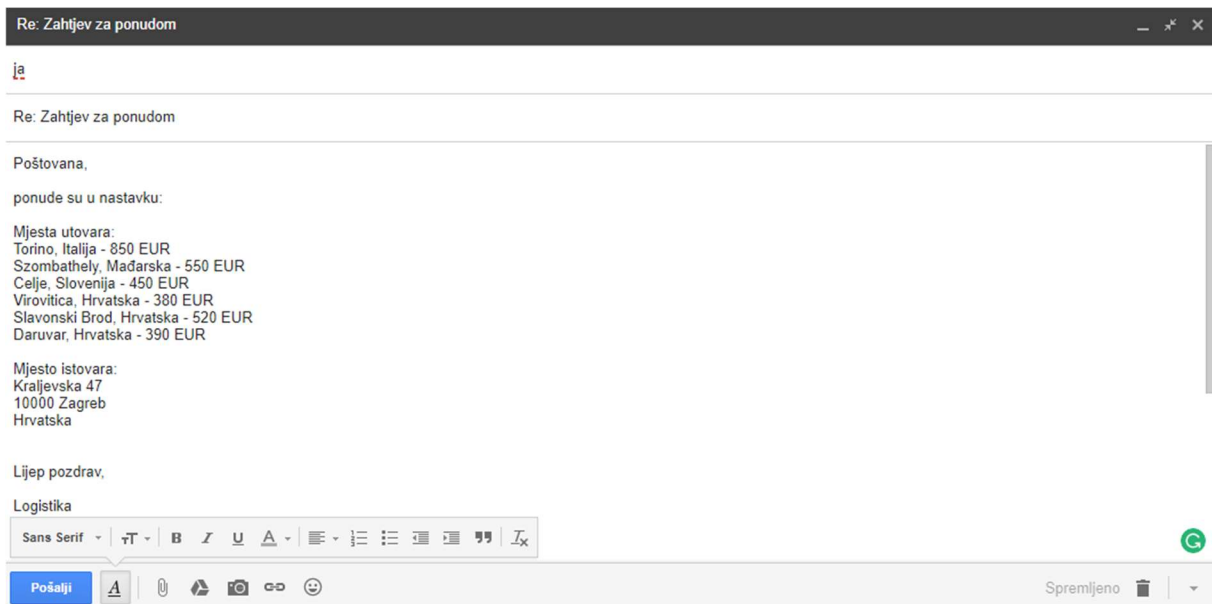 Re: Zahtjev za ponudom
ja
Re: Zahtjev za ponudom
Poštovana,
ponude su u nastavku:
Mjesta utovara:
Torino, Italija - 850 EUR
Szombathely, Mađarska - 550 EUR
Celje, Slovenija - 450 EUR
Virovitica, Hrvatska - 380 EUR
Slavonski Brod, Hrvatska - 520 EUR
Daruvar, Hrvatska - 390 EUR
Mjesto istovara:
Kraljevska 47
10000 Zagreb
Hrvatska
Lijep pozdrav,
Logistika
Sans Serif
Pošalji
Spremljeno